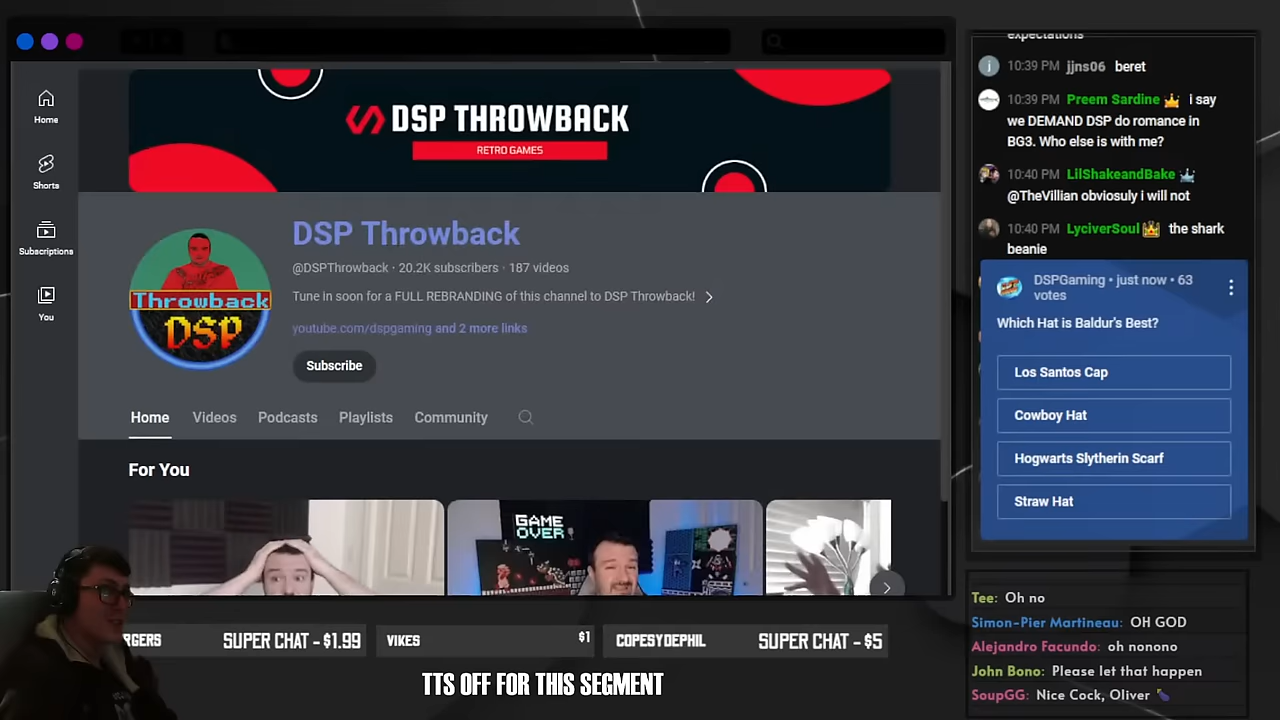 DSP THROWBACK
RETRO GAMES
Home
Shorts
Subscriptions
You
DSP Throwback
@DSPThrowback · 20.2K subscribers · 187 videos
Tune in soon for a FULL REBRANDING of this channel to DSP Throwback!
youtube.com/dspgaming and 2 more links
Subscribe
Throwback
DSP
Home
Videos
Podcasts
Playlists
Community
For You
GAME
OVER
expectations
10:39 PM jjns06 beret
10:39 PM Preem Sardine i say
we DEMAND DSP do romance in
BG3. Who else is with me?
10:40 PM LilShakeandBake
@TheVillian obviosuly i will not
10:40 PM LyciverSoul the shark
beanie
DSPGaming • just now • 63
votes
Which Hat is Baldur's Best?
Los Santos Cap
Cowboy Hat
Hogwarts Slytherin Scarf
Straw Hat
Tee: Oh no
Simon-Pier Martineau: OH GOD
Alejandro Facundo: oh nonono
John Bono: Please let that happen
SoupGG: Nice Cock, Oliver 🍆
RGERS SUPER CHAT - $1.99
VIKES $1
COPESYDEPHIL SUPER CHAT - $5
TTS OFF FOR THIS SEGMENT